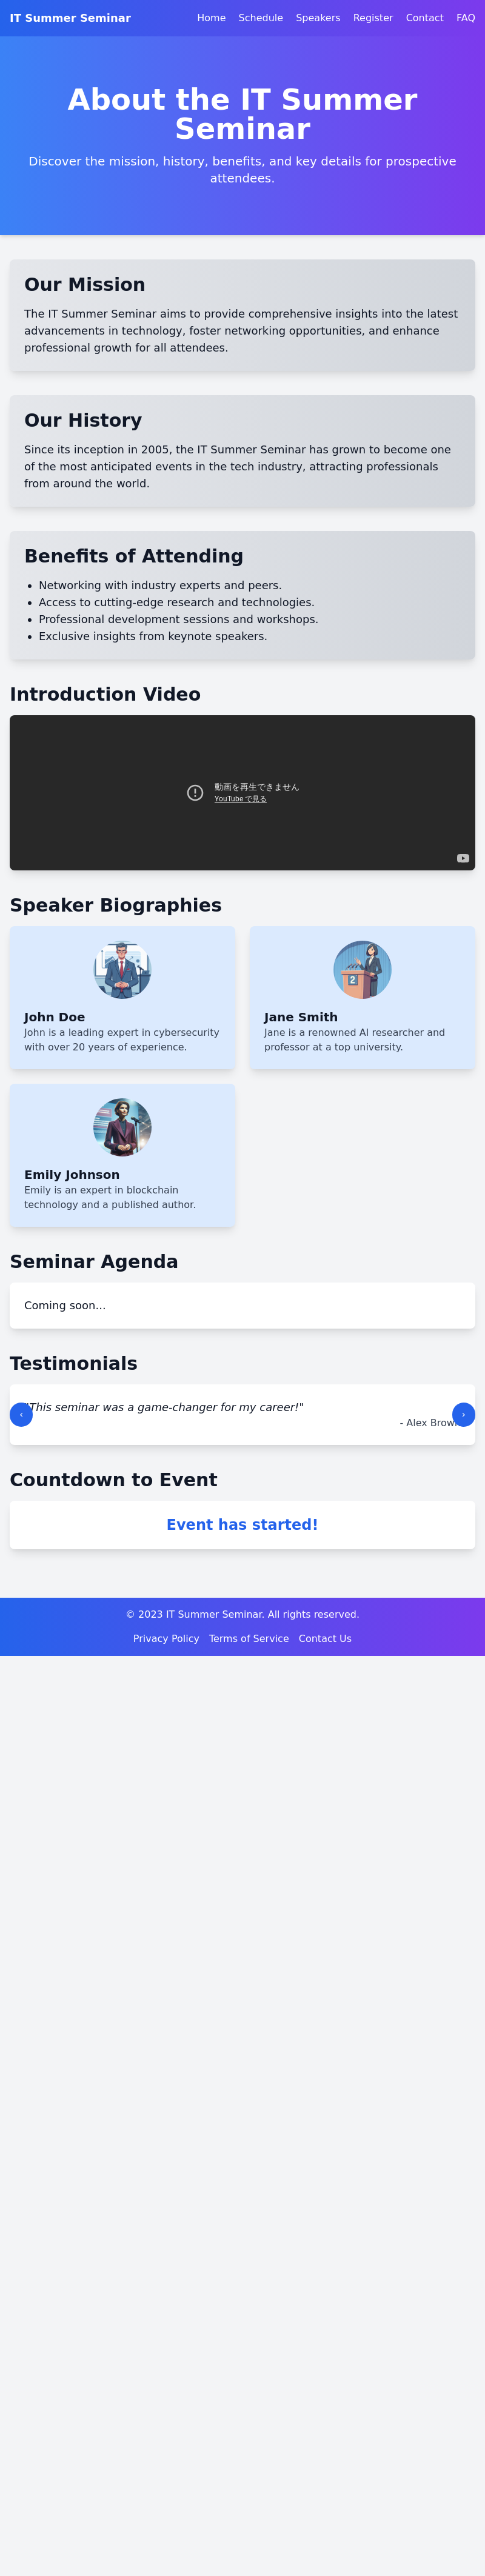 IT Summer Seminar
Home Schedule Speakers Register Contact FAQ
About the IT Summer
Seminar
Discover the mission, history, benefits, and key details for prospective
attendees.
Our Mission
The IT Summer Seminar aims to provide comprehensive insights into the latest
advancements in technology, foster networking opportunities, and enhance
professional growth for all attendees.
Our History
Since its inception in 2005, the IT Summer Seminar has grown to become one
of the most anticipated events in the tech industry, attracting professionals
from around the world.
Benefits of Attending
• Networking with industry experts and peers.
• Access to cutting-edge research and technologies.
• Professional development sessions and workshops.
• Exclusive insights from keynote speakers.
Introduction Video
動画を再生できません
YouTube で見る
Speaker Biographies
John Doe
John is a leading expert in cybersecurity
with over 20 years of experience.
2
Jane Smith
Jane is a renowned AI researcher and
professor at a top university.
Emily Johnson
Emily is an expert in blockchain
technology and a published author.
Seminar Agenda
Coming soon...
Testimonials
"This seminar was a game-changer for my career!"
‹
›
- Alex Brown
Countdown to Event
Event has started!
© 2023 IT Summer Seminar. All rights reserved.
Privacy Policy Terms of Service Contact Us